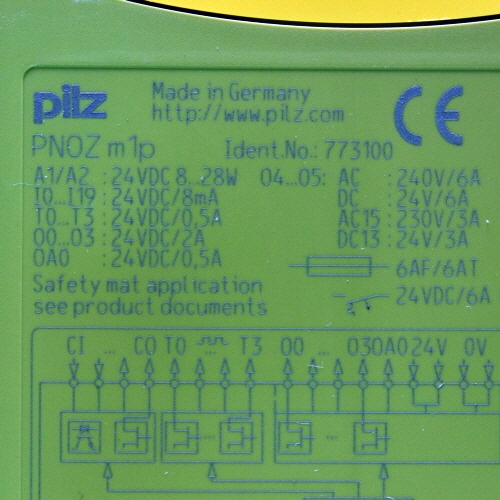 pilz
Made in Germany
http://www.pilz.com
CE
PNOZ m1p
Ident.No.: 773100
A1/A2 : 24VDC 8...28W
I0...I19 : 24VDC/8mA
T0...T3 : 24VDC/0,5A
O0...O3 : 24VDC/2A
OA0 : 24VDC/0,5A
O4...O5: AC : 240V/6A
DC : 24V/6A
AC15 : 230V/3A
DC13 : 24V/3A
6AF/6AT
24VDC/6A
Safety mat application
see product documents
CI ... CO T0 ... T3 O0 ... O3 OA0 24V 0V